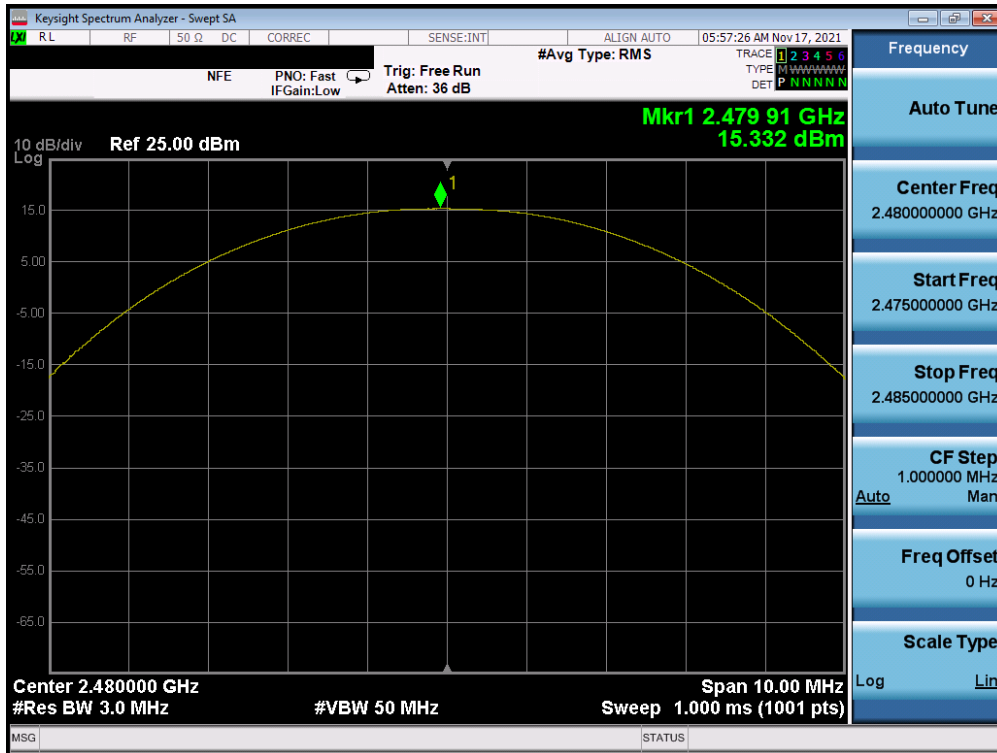 Keysight Spectrum Analyzer - Swept SA
LXI RL RF 50 Ω DC CORREC SENSE:INT ALIGN AUTO 05:57:26 AM Nov 17, 2021
#Avg Type: RMS TRACE 1 2 3 4 5 6
NFE PNO: Fast Trig: Free Run TYPE M WWWWW
IFGain:Low Atten: 36 dB DET P N N N N N
Mkr1 2.479 91 GHz
15.332 dBm
10 dB/div Ref 25.00 dBm
Log
1
15.0
5.00
-5.00
-15.0
-25.0
-35.0
-45.0
-55.0
-65.0
Center 2.480000 GHz Span 10.00 MHz
#Res BW 3.0 MHz #VBW 50 MHz Sweep 1.000 ms (1001 pts)
MSG STATUS
Frequency
Auto Tune
Center Freq
2.480000000 GHz
Start Freq
2.475000000 GHz
Stop Freq
2.485000000 GHz
CF Step
1.000000 MHz
Auto Man
Freq Offset
0 Hz
Scale Type
Log Lin